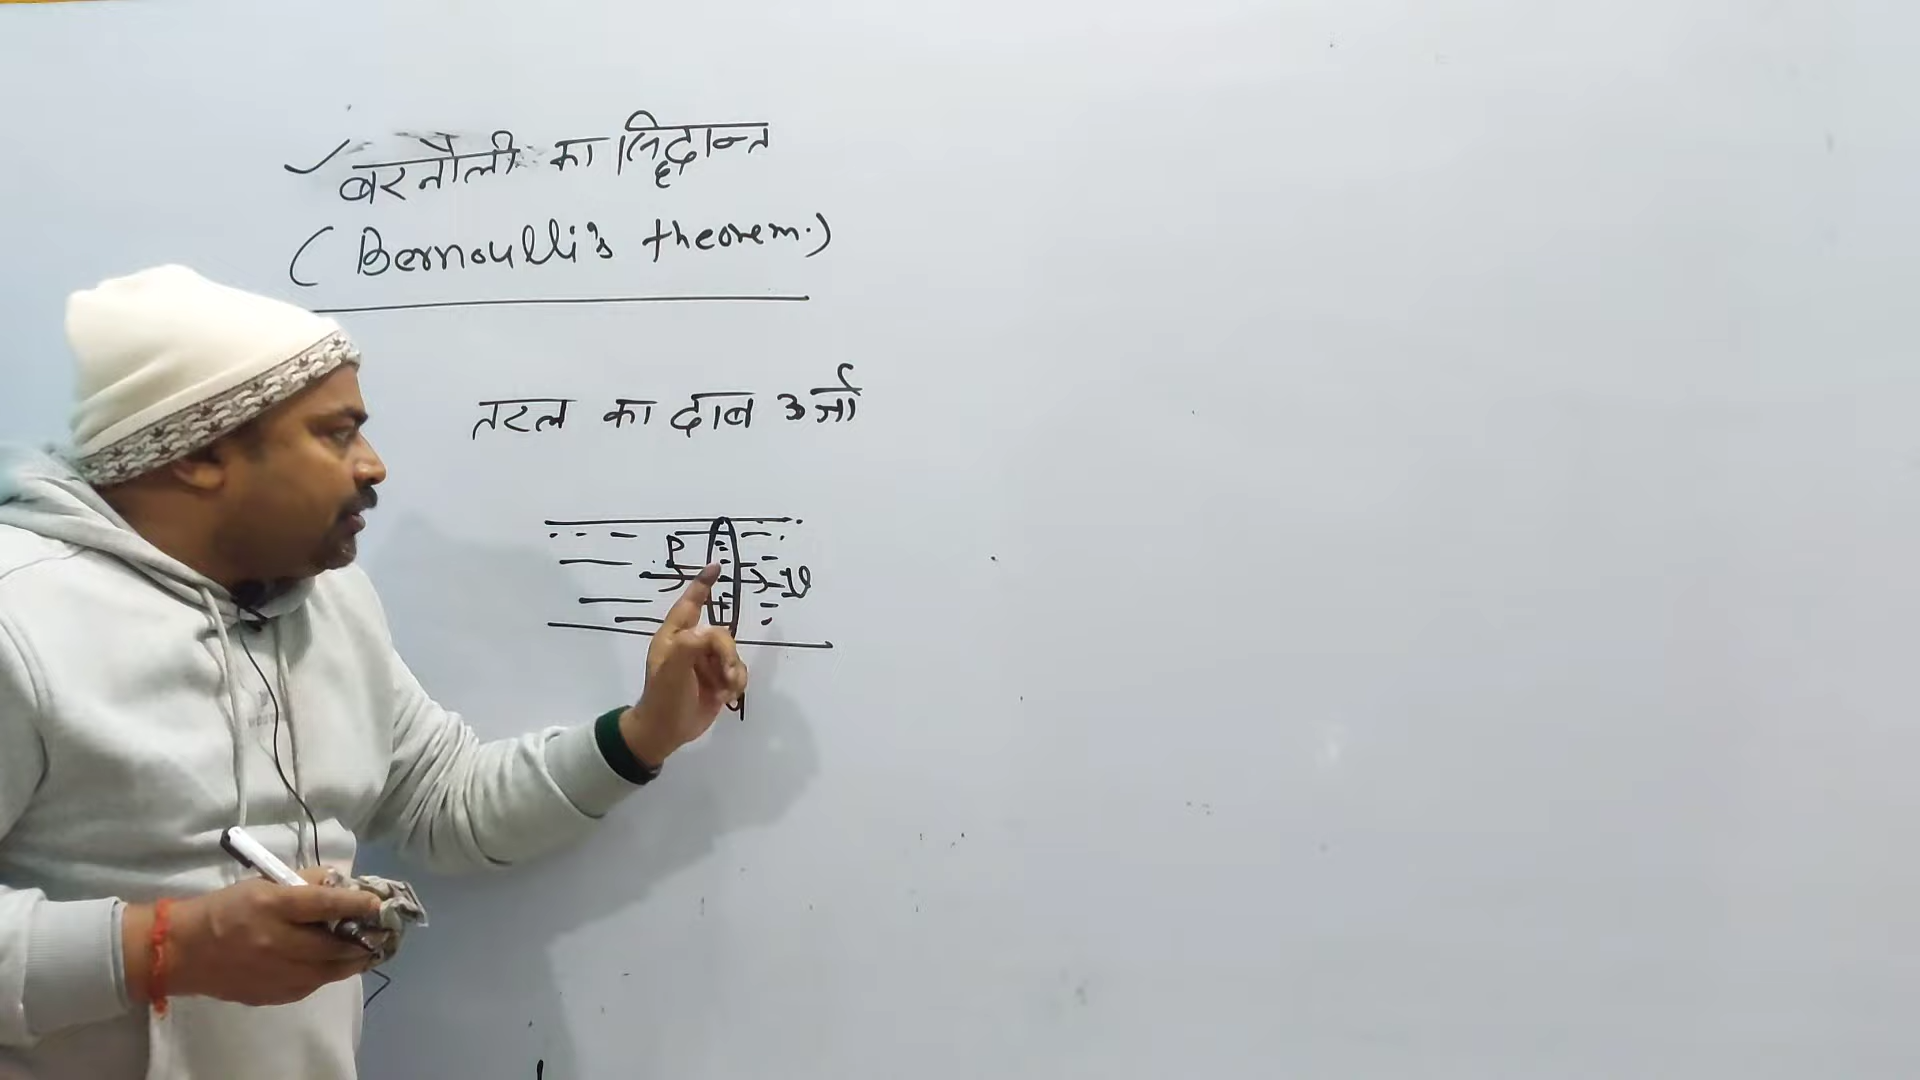 बरनौली का सिद्धान्त
(Bernoulli's theorem.)
तरल का दाब ऊर्जा
P